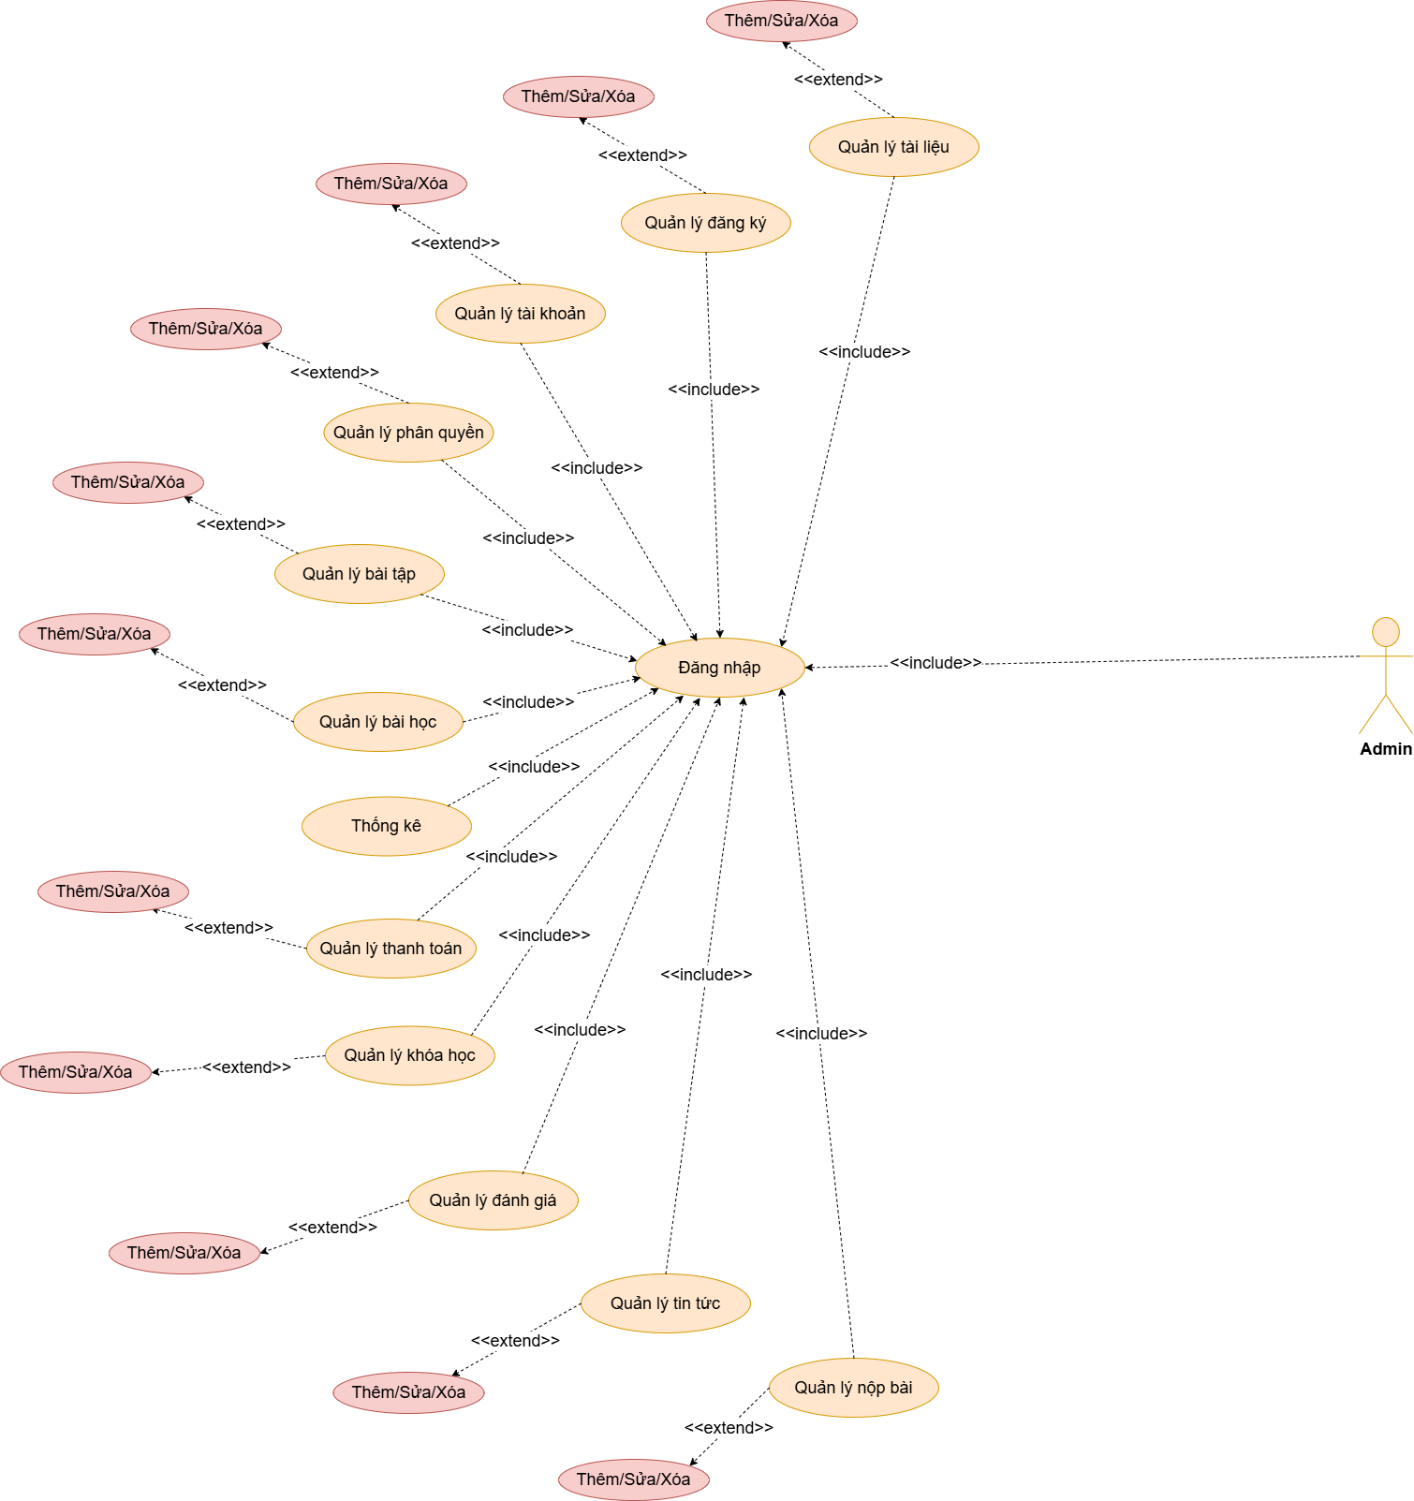 Thêm/Sửa/Xóa
<<extend>>
Thêm/Sửa/Xóa
Quản lý tài liệu
<<extend>>
Thêm/Sửa/Xóa
Quản lý đăng ký
<<extend>>
Quản lý tài khoản
Thêm/Sửa/Xóa
<<include>>
<<extend>>
<<include>>
Quản lý phân quyền
<<include>>
Thêm/Sửa/Xóa
<<extend>>
<<include>>
Quản lý bài tập
<<include>>
Thêm/Sửa/Xóa
<<include>>
Đăng nhập
<<extend>>
<<include>>
Quản lý bài học
Admin
<<include>>
Thống kê
<<include>>
Thêm/Sửa/Xóa
<<extend>>
<<include>>
Quản lý thanh toán
<<include>>
<<include>>
<<include>>
Quản lý khóa học
<<extend>>
Thêm/Sửa/Xóa
Quản lý đánh giá
<<extend>>
Thêm/Sửa/Xóa
Quản lý tin tức
<<extend>>
Quản lý nộp bài
Thêm/Sửa/Xóa
<<extend>>
Thêm/Sửa/Xóa